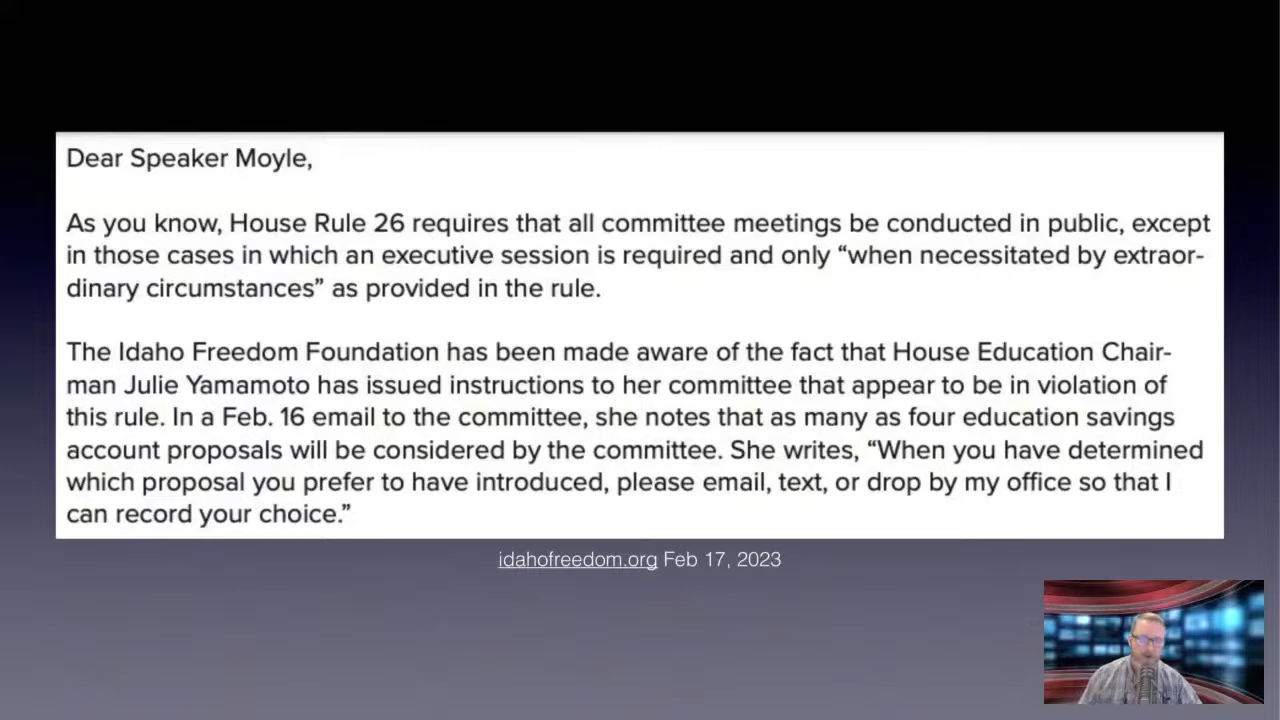 Dear Speaker Moyle,
As you know, House Rule 26 requires that all committee meetings be conducted in public, except
in those cases in which an executive session is required and only “when necessitated by extraor-
dinary circumstances” as provided in the rule.
The Idaho Freedom Foundation has been made aware of the fact that House Education Chair-
man Julie Yamamoto has issued instructions to her committee that appear to be in violation of
this rule. In a Feb. 16 email to the committee, she notes that as many as four education savings
account proposals will be considered by the committee. She writes, “When you have determined
which proposal you prefer to have introduced, please email, text, or drop by my office so that I
can record your choice.”
idahofreedom.org Feb 17, 2023